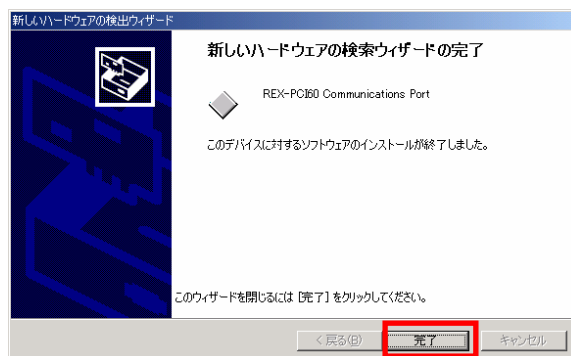 新しいハードウェアの検出ウィザード
新しいハードウェアの検索ウィザードの完了
REX-PCI60 Communications Port
このデバイスに対するソフトウェアのインストールが終了しました。
このウィザードを閉じるには [完了] をクリックしてください。
< 戻る(B) 完了 キャンセル